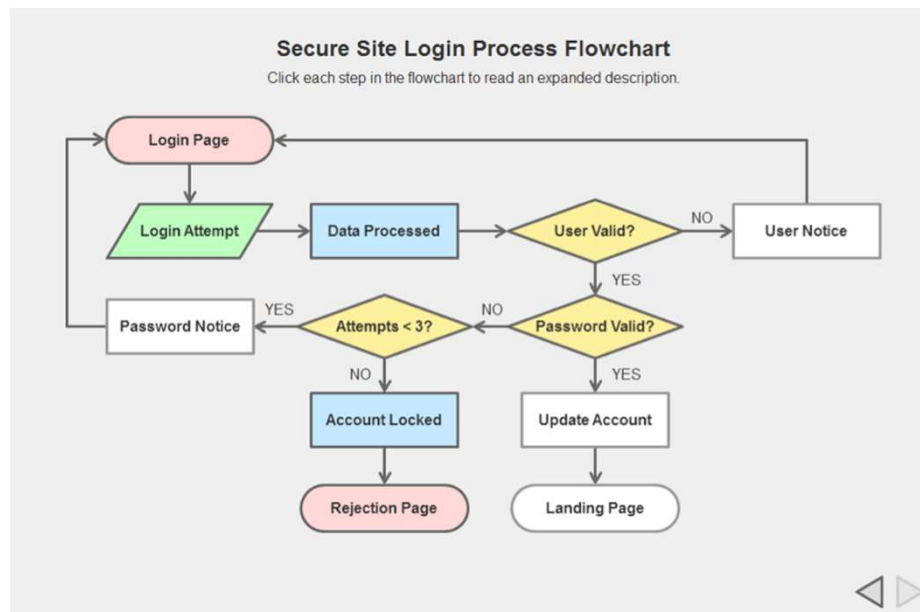 Secure Site Login Process Flowchart
Click each step in the flowchart to read an expanded description.
Login Page
Login Attempt
Data Processed
User Valid?
NO
User Notice
YES
Password Notice
YES
Attempts < 3?
NO
Password Valid?
NO
YES
Account Locked
Update Account
Rejection Page
Landing Page